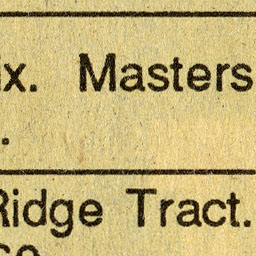 x. Masters
.
Ridge Tract.